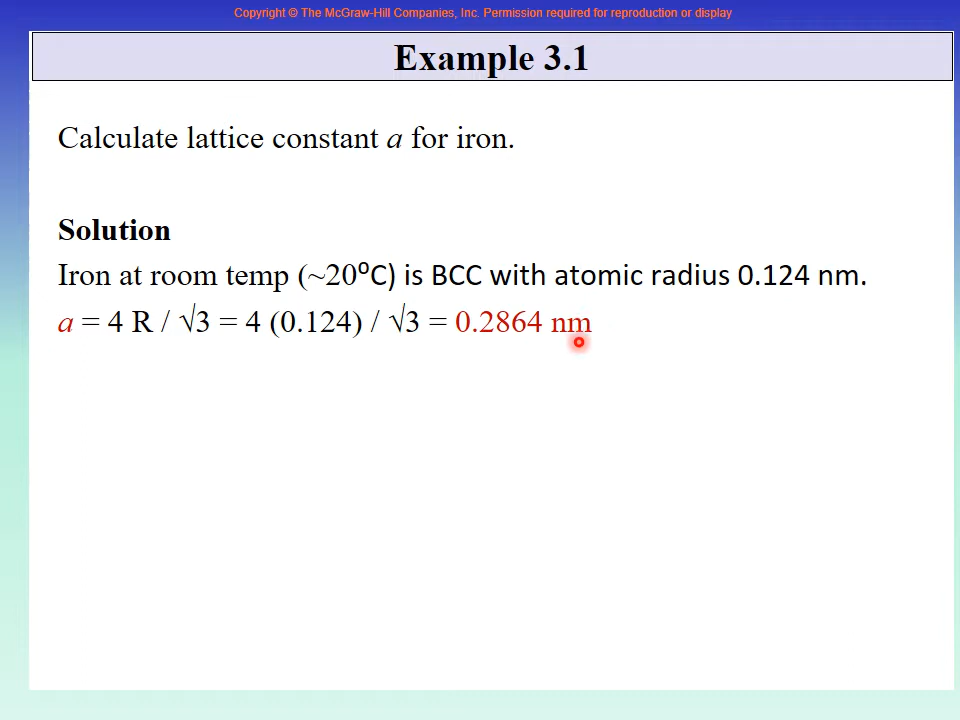 Copyright © The McGraw-Hill Companies, Inc. Permission required for reproduction or display
Example 3.1
Calculate lattice constant a for iron.
Solution
Iron at room temp (~20⁰C) is BCC with atomic radius 0.124 nm.
a = 4 R / √3 = 4 (0.124) / √3 = 0.2864 nm